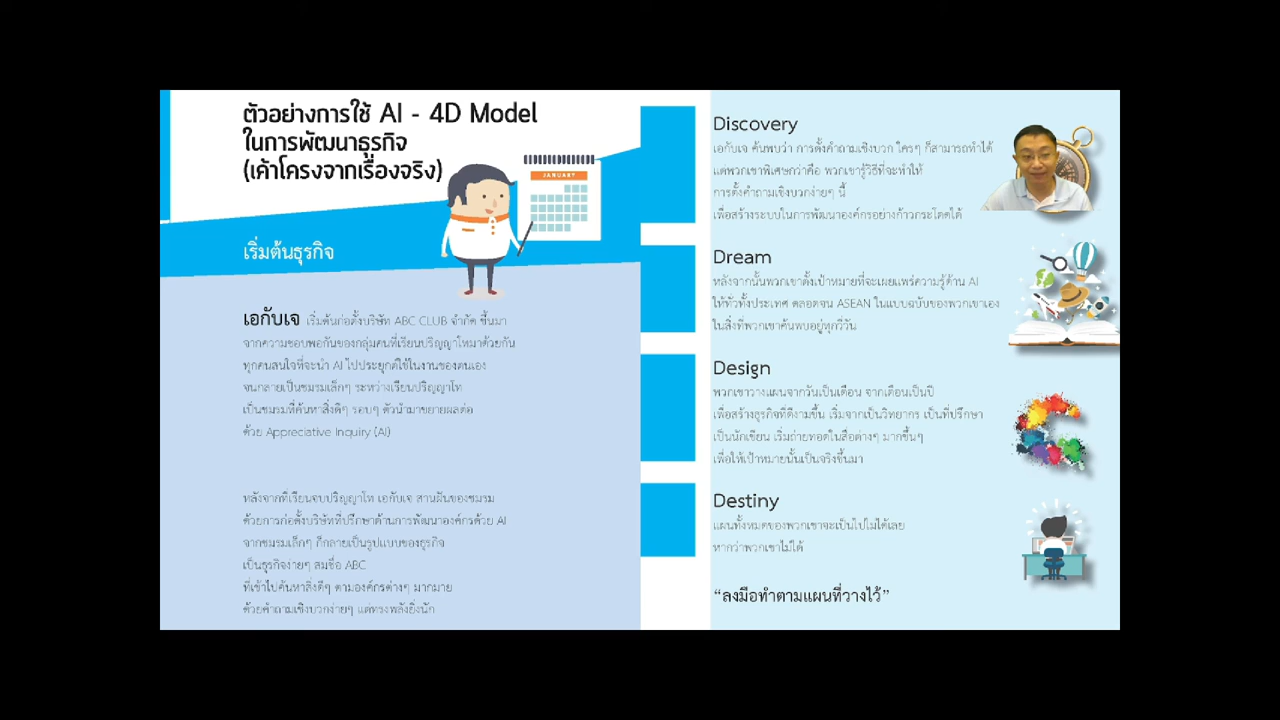 ตัวอย่างการใช้ AI - 4D Model
ในการพัฒนาธุรกิจ
(เค้าโครงจากเรื่องจริง)
JANUARY
เริ่มต้นธุรกิจ
เอกับเจ เริ่มต้นก่อตั้งบริษัท ABC CLUB จำกัด ขึ้นมา
จากความชอบพอกันของกลุ่มคนที่เรียนปริญญาโทมาด้วยกัน
ทุกคนสนใจที่จะนำ AI ไปประยุกต์ใช้ในงานของตนเอง
จนกลายเป็นชมรมเล็กๆ ระหว่างเรียนปริญญาโท
เป็นชมรมที่ค้นหาสิ่งดีๆ รอบๆ ตัวนำมาขยายผลต่อ
ด้วย Appreciative Inquiry (AI)
หลังจากที่เรียนจบปริญญาโท เอกับเจ สานฝันของชมรม
ด้วยการก่อตั้งบริษัทที่ปรึกษาด้านการพัฒนาองค์กรด้วย AI
จากชมรมเล็กๆ ก็กลายเป็นรูปแบบของธุรกิจ
เป็นธุรกิจง่ายๆ สมชื่อ ABC
ที่เข้าไปค้นหาสิ่งดีๆ ตามองค์กรต่างๆ มากมาย
ด้วยคำถามเชิงบวกง่ายๆ แต่ทรงพลังยิ่งนัก
Discovery
เอกับเจ ค้นพบว่า การตั้งคำถามเชิงบวก ใครๆ ก็สามารถทำได้
แต่พวกเขาพิเศษกว่าคือ พวกเขารู้วิธีที่จะทำให้
การตั้งคำถามเชิงบวกง่ายๆ นี้
เพื่อสร้างระบบในการพัฒนาองค์กรอย่างก้าวกระโดดได้
Dream
หลังจากนั้นพวกเขาตั้งเป้าหมายที่จะเผยแพร่ความรู้ด้าน AI
ให้ทั่วทั้งประเทศ ตลอดจน ASEAN ในแบบฉบับของพวกเขาเอง
ในสิ่งที่พวกเขาค้นพบอยู่ทุกวี่วัน
Design
พวกเขาวางแผนจากวันเป็นเดือน จากเดือนเป็นปี
เพื่อสร้างธุรกิจที่ดีงามขึ้น เริ่มจากเป็นวิทยากร เป็นที่ปรึกษา
เป็นนักเขียน เริ่มถ่ายทอดในสื่อต่างๆ มากขึ้นๆ
เพื่อให้เป้าหมายนั้นเป็นจริงขึ้นมา
Destiny
แผนทั้งหมดของพวกเขาจะเป็นไปไม่ได้เลย
หากว่าพวกเขาไม่ได้
“ลงมือทำตามแผนที่วางไว้”